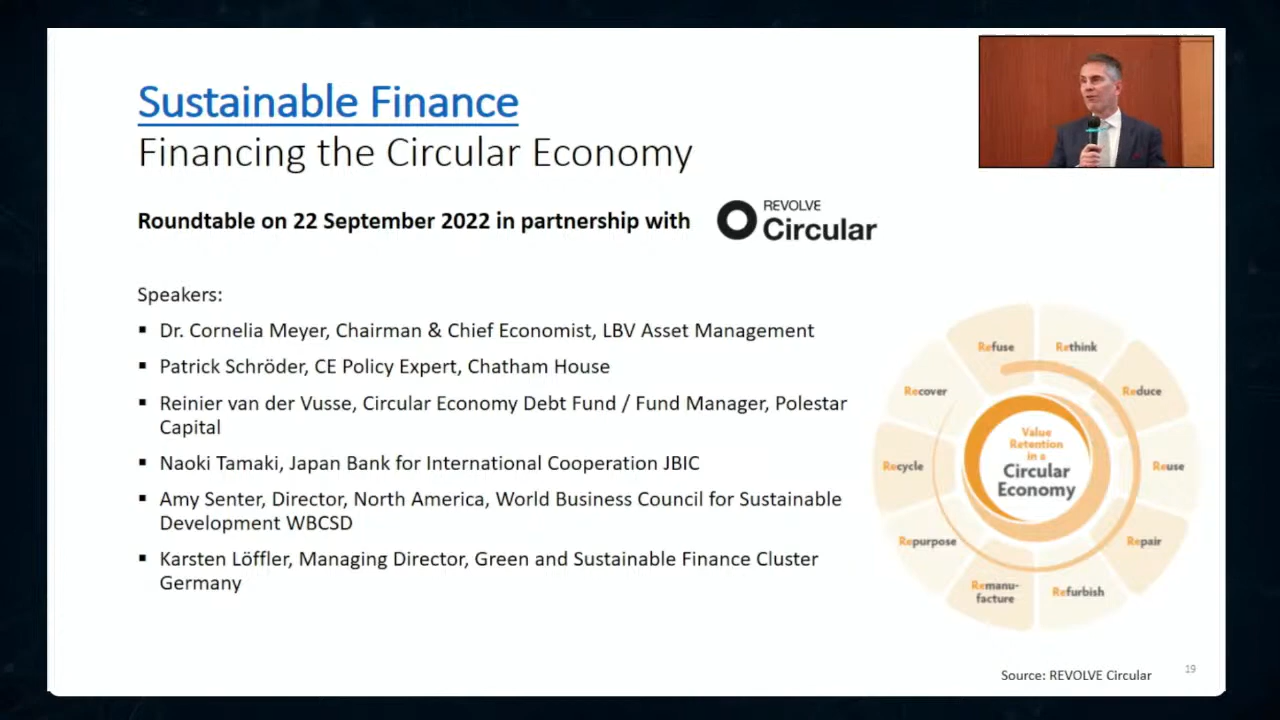 Sustainable Finance
Financing the Circular Economy
Roundtable on 22 September 2022 in partnership with
REVOLVE
Circular
Speakers:
▪ Dr. Cornelia Meyer, Chairman & Chief Economist, LBV Asset Management
▪ Patrick Schröder, CE Policy Expert, Chatham House
▪ Reinier van der Vusse, Circular Economy Debt Fund / Fund Manager, Polestar
Capital
▪ Naoki Tamaki, Japan Bank for International Cooperation JBIC
▪ Amy Senter, Director, North America, World Business Council for Sustainable
Development WBCSD
▪ Karsten Löffler, Managing Director, Green and Sustainable Finance Cluster
Germany
Refuse
Rethink
Reduce
Reuse
Repair
Refurbish
Remanu-
facture
Repurpose
Recycle
Recover
Value
Retention
in a
Circular
Economy
Source: REVOLVE Circular
19